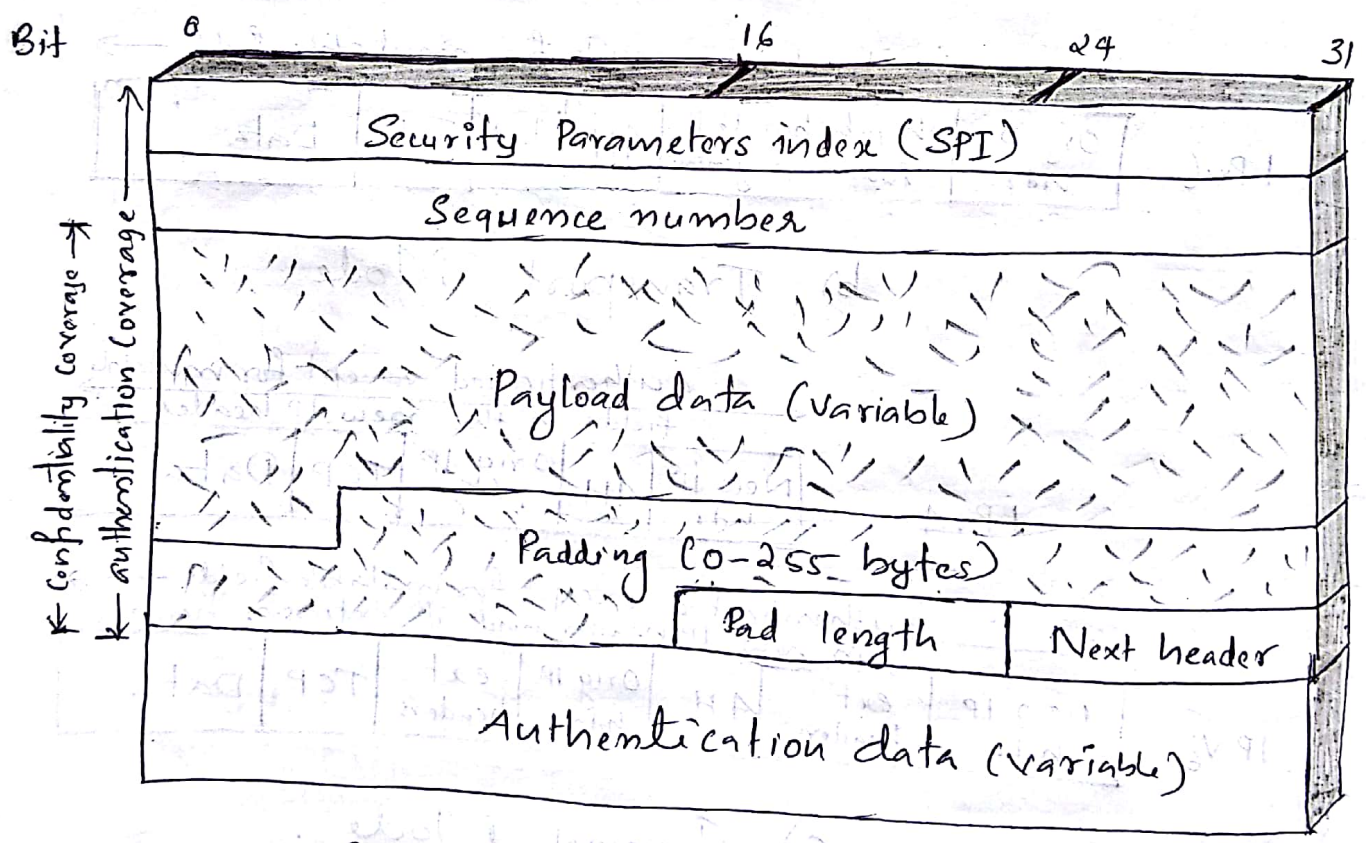 Bit 0 16 24 31
Security Parameters index (SPI)
Sequence number
Payload data (variable)
Padding (0-255 bytes)
Pad length Next header
Authentication data (variable)
Confidentiality coverage
authentication Coverage